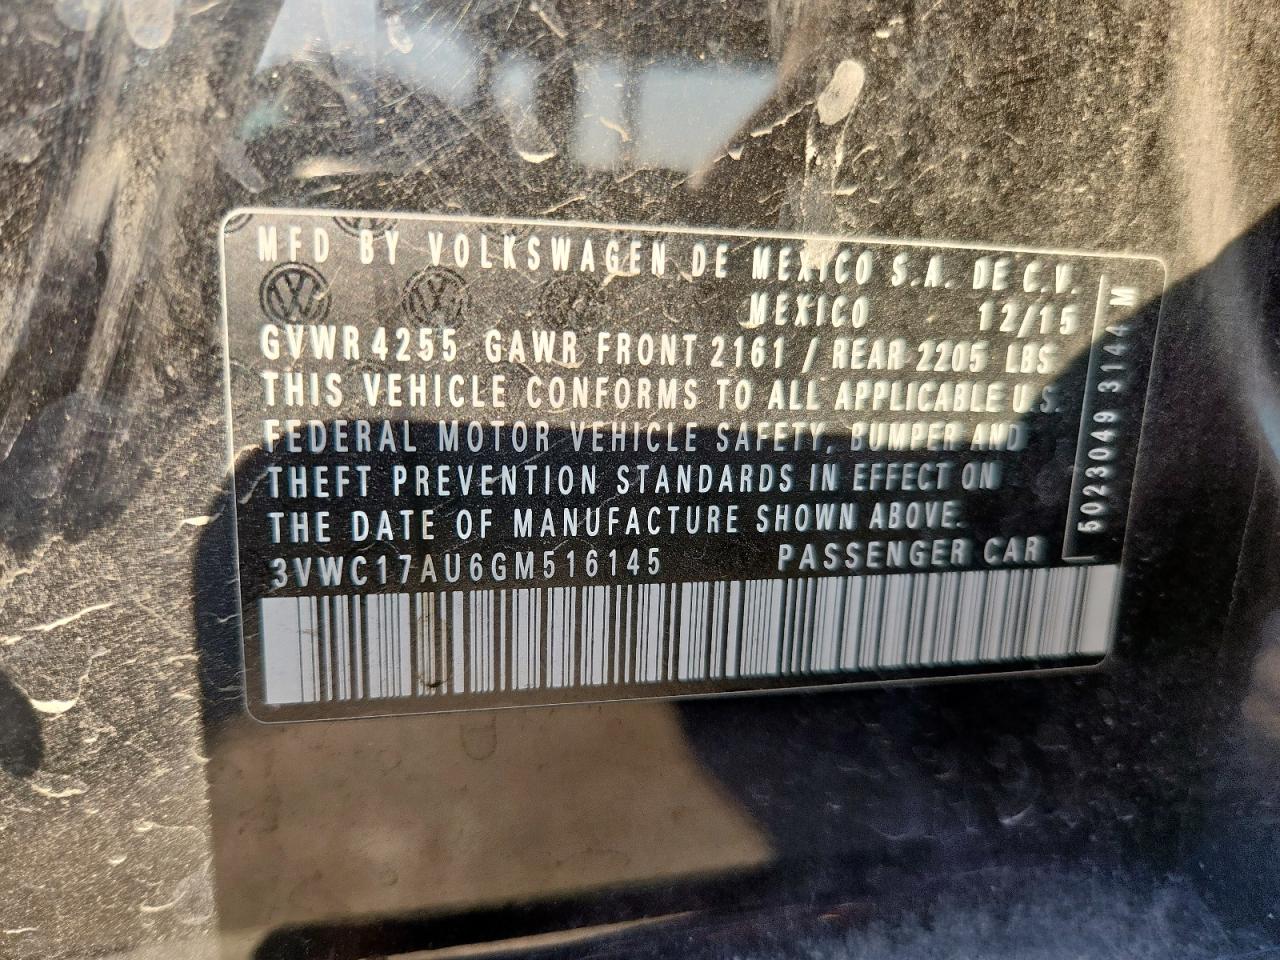 MFD BY VOLKSWAGEN DE MEXICO S.A. DE C.V.
MEXICO 12/15
GVWR 4255 GAWR FRONT 2161 / REAR 2205 LBS
THIS VEHICLE CONFORMS TO ALL APPLICABLE U.S.
FEDERAL MOTOR VEHICLE SAFETY, BUMPER AND
THEFT PREVENTION STANDARDS IN EFFECT ON
THE DATE OF MANUFACTURE SHOWN ABOVE.
3VWC17AU6GM516145 PASSENGER CAR
5023049 3144 M